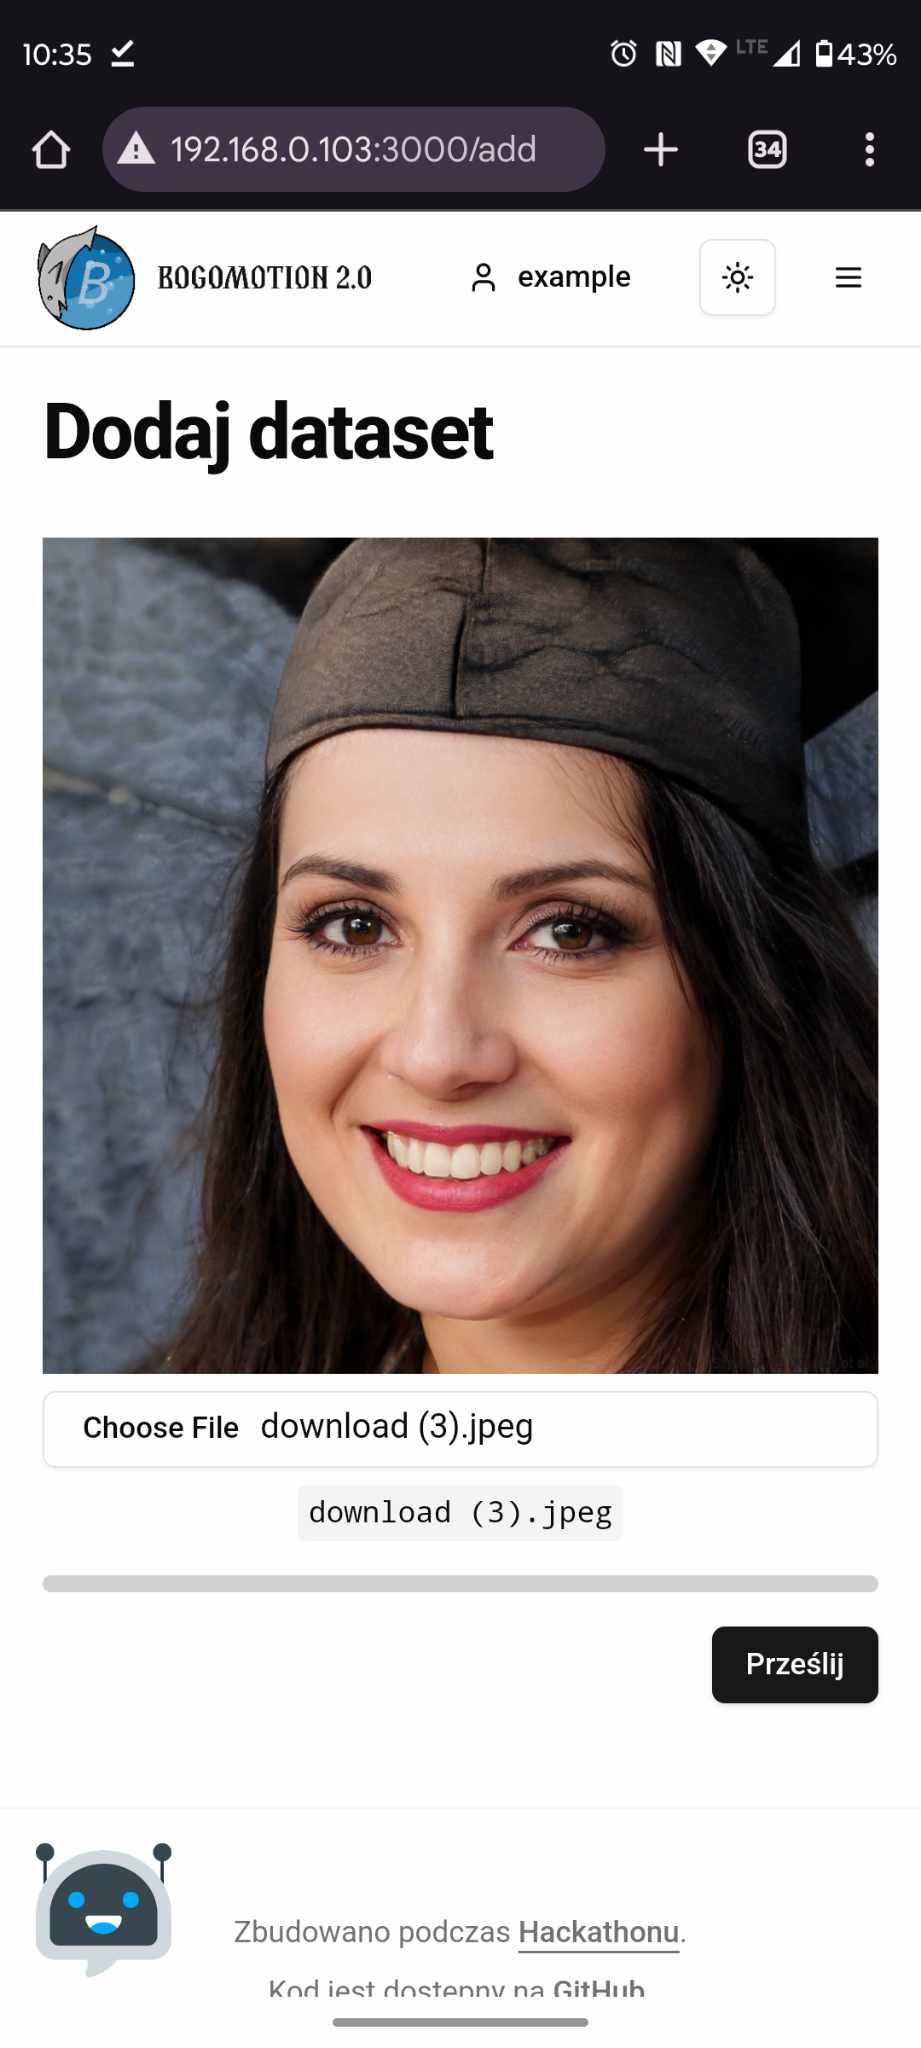 10:35
LTE
43%
192.168.0.103:3000/add
34
B
BOGOMOTION 2.0
example
Dodaj dataset
Choose File download (3).jpeg
download (3).jpeg
Prześlij
Zbudowano podczas Hackathonu.
Kod jest dostępny na GitHub